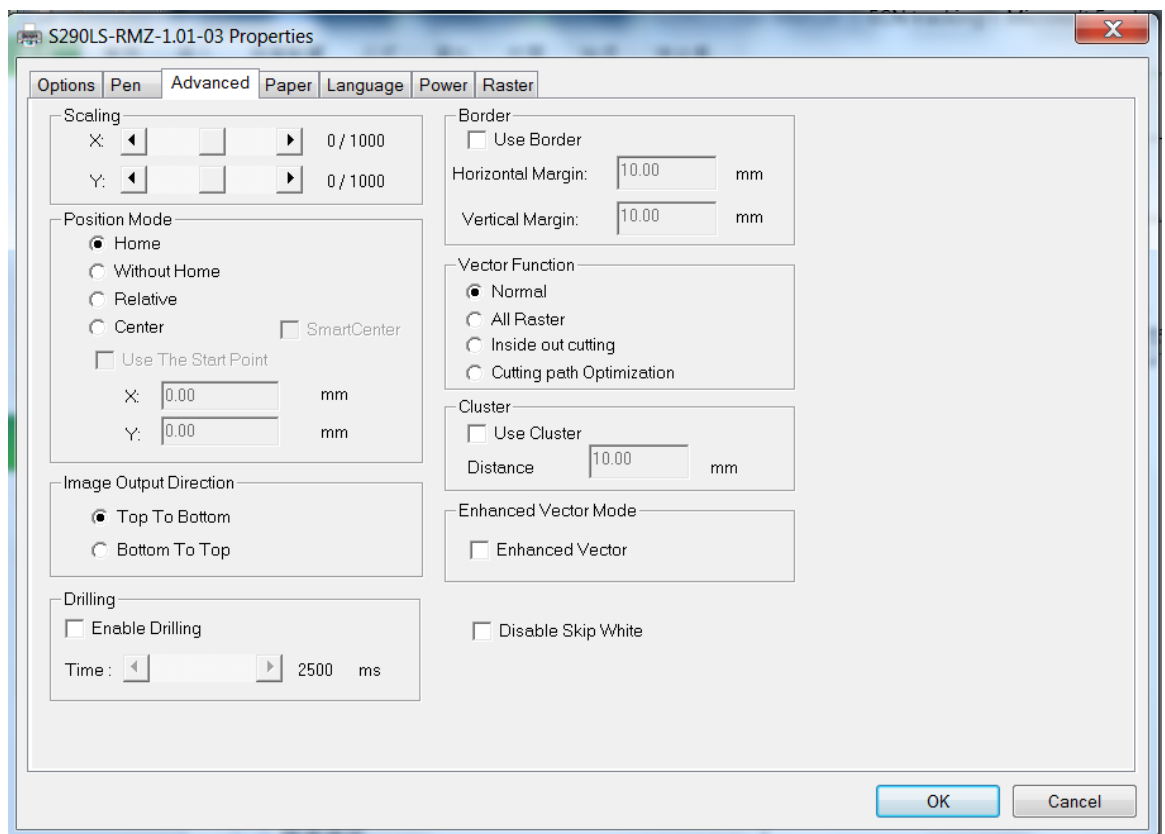 S290LS-RMZ-1.01-03 Properties
Options Pen Advanced Paper Language Power Raster
Scaling
X: 0 / 1000
Y: 0 / 1000
Position Mode
Home
Without Home
Relative
Center SmartCenter
Use The Start Point
X: 0.00 mm
Y: 0.00 mm
Image Output Direction
Top To Bottom
Bottom To Top
Drilling
Enable Drilling
Time : 2500 ms
Border
Use Border
Horizontal Margin: 10.00 mm
Vertical Margin: 10.00 mm
Vector Function
Normal
All Raster
Inside out cutting
Cutting path Optimization
Cluster
Use Cluster
Distance 10.00 mm
Enhanced Vector Mode
Enhanced Vector
Disable Skip White
OK Cancel